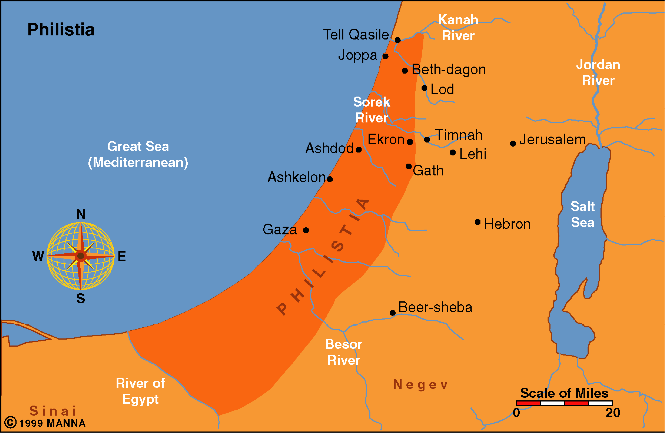 Philistia
Kanah
River
Tell Qasile
Joppa
Beth-dagon
Jordan
River
Lod
Sorek
River
Great Sea
(Mediterranean)
Ekron
Timnah
Jerusalem
Ashdod
Lehi
Gath
Ashkelon
Salt
Sea
N
W
E
S
Gaza
Hebron
PHILISTIA
Beer-sheba
Besor
River
River of
Egypt
Negev
Scale of Miles
0 20
Sinai
© 1999 MANNA